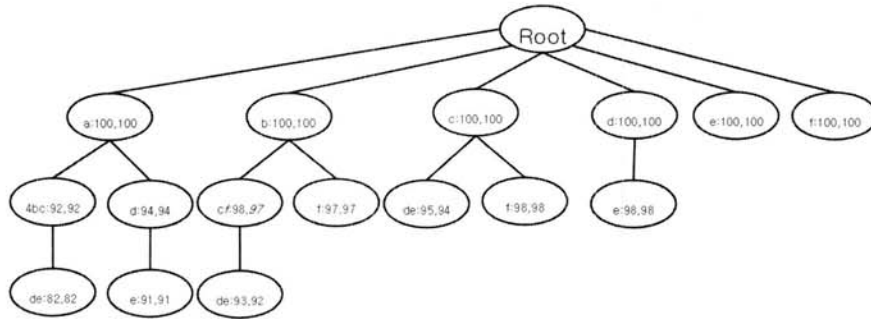 Root
a:100,100
b:100,100
c:100,100
d:100,100
e:100,100
f:100,100
4bc:92,92
d:94,94
cf:98,97
f:97,97
de:95,94
f:98,98
e:98,98
de:82,82
e:91,91
de:93,92